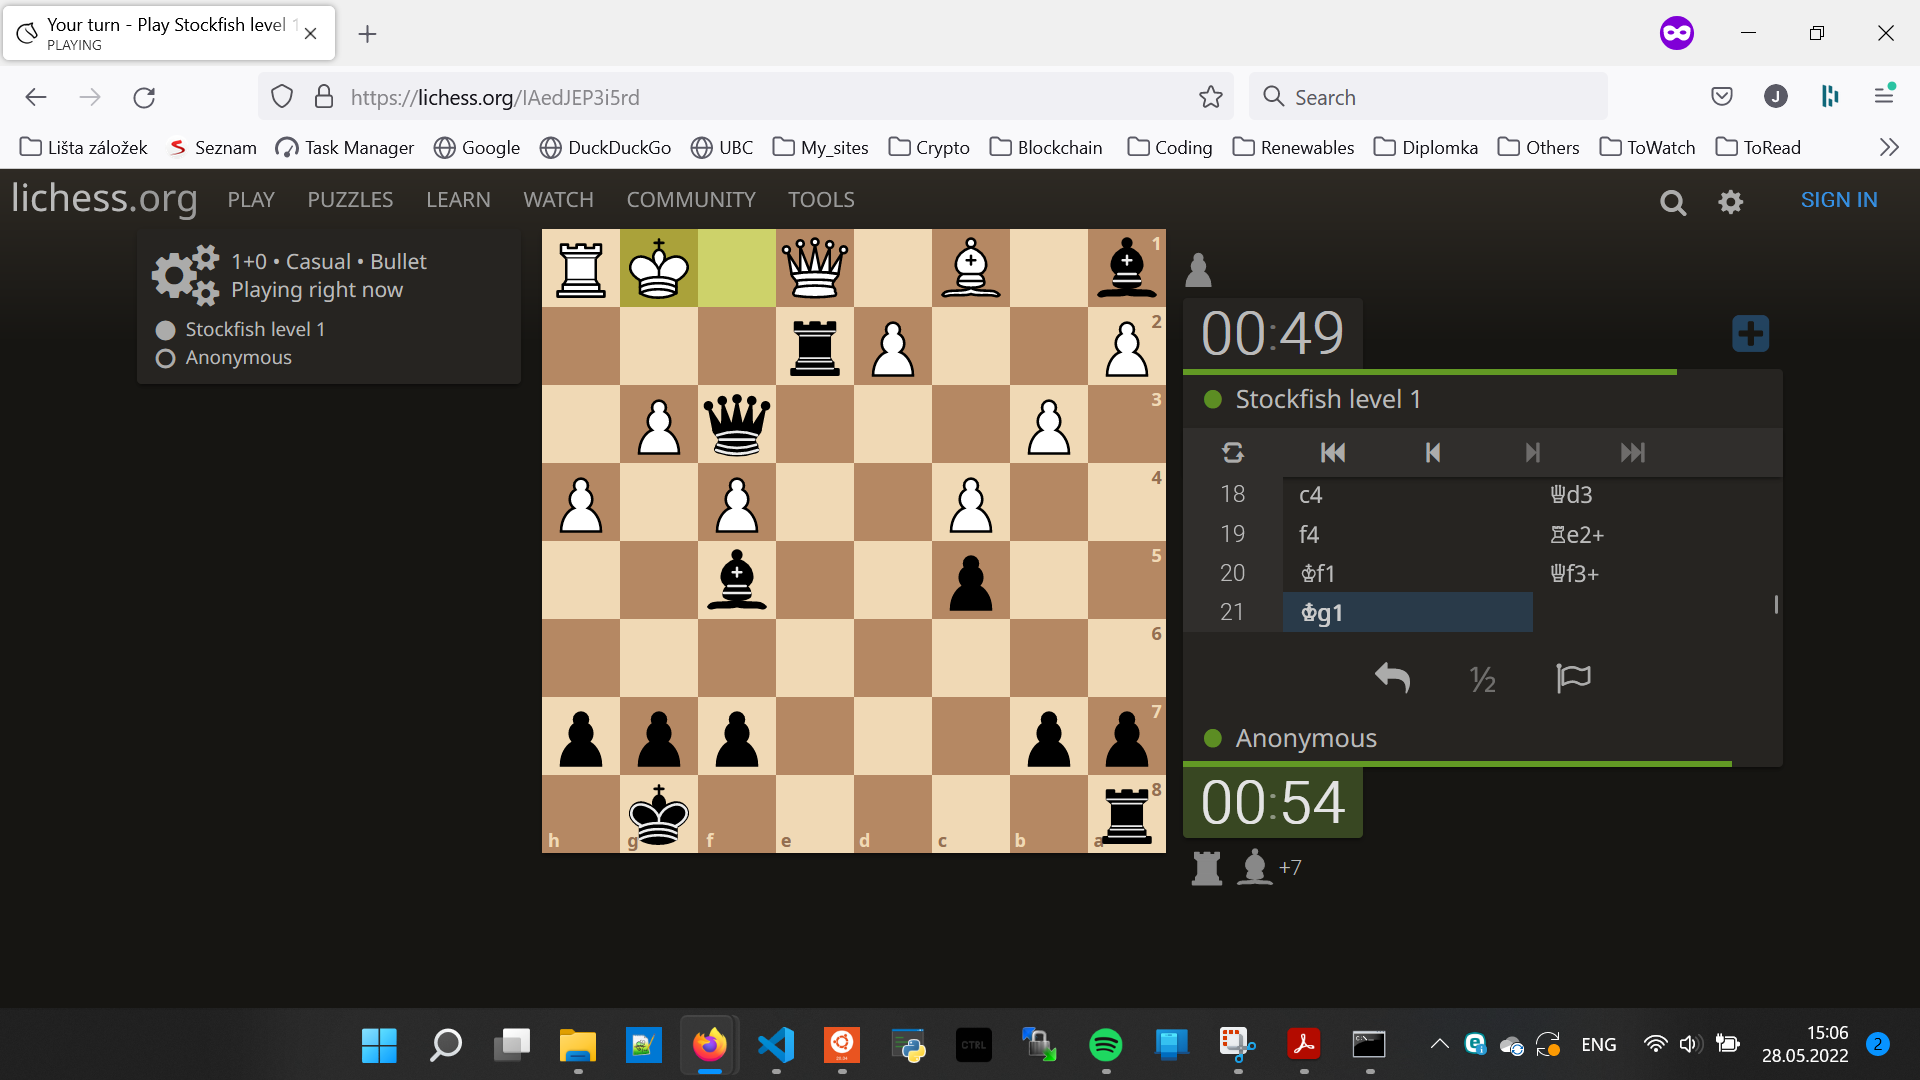 Your turn - Play Stockfish level 1
PLAYING
https://lichess.org/IAedJEP3i5rd
Search
J
Lišta záložek
Seznam
Task Manager
Google
DuckDuckGo
UBC
My_sites
Crypto
Blockchain
Coding
Renewables
Diplomka
Others
ToWatch
ToRead
lichess.org
PLAY
PUZZLES
LEARN
WATCH
COMMUNITY
TOOLS
SIGN IN
1+0 • Casual • Bullet
Playing right now
Stockfish level 1
Anonymous
1
2
3
4
5
6
7
8
h
g
f
e
d
c
b
a
00:49
Stockfish level 1
18 c4 ♕d3
19 f4 ♖e2+
20 ♔f1 ♕f3+
21 ♔g1
½
Anonymous
00:54
+7
CTRL
ENG
15:06
28.05.2022
2